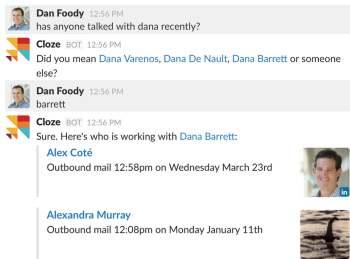 Dan Foody 12:56 PM
has anyone talked with dana recently?
Cloze BOT 12:56 PM
Did you mean Dana Varenos, Dana De Nault, Dana Barrett or someone
else?
Dan Foody 12:56 PM
barrett
Cloze BOT 12:56 PM
Sure. Here's who is working with Dana Barrett:
Alex Coté
Outbound mail 12:58pm on Wednesday March 23rd
in
Alexandra Murray
Outbound mail 12:08pm on Monday January 11th